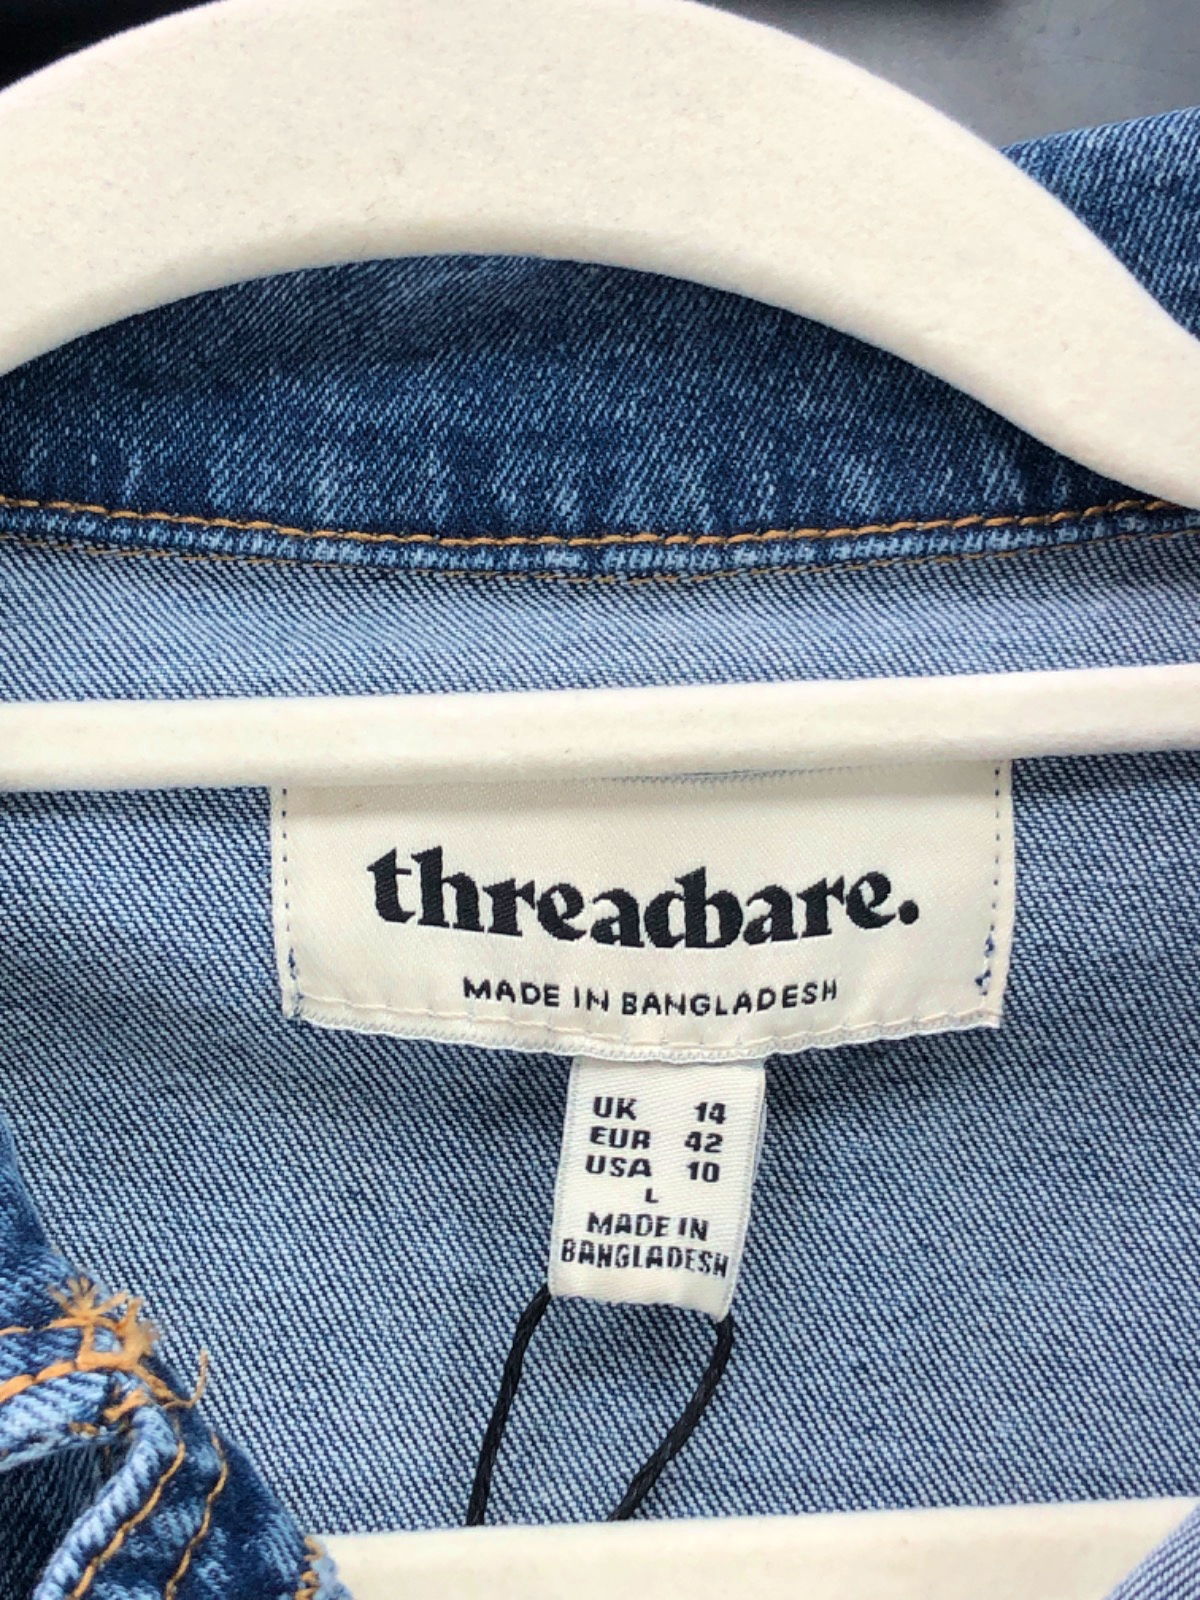 threadbare.
MADE IN BANGLADESH
UK 14
EUR 42
USA 10
L
MADE IN
BANGLADESH